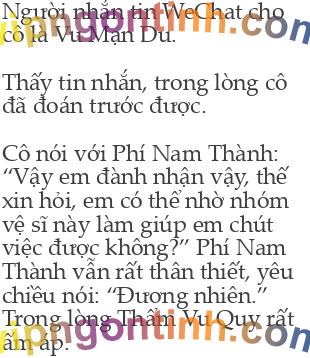 Người nhắn tin WeChat cho
cô là Vu Mạn Du.
Thấy tin nhắn, trong lòng cô
đã đoán trước được.
Cô nói với Phí Nam Thành:
“Vậy em đành nhận vậy, thế
xin hỏi, em có thể nhờ nhóm
vệ sĩ này làm giúp em chút
việc được không?” Phí Nam
Thành vẫn rất thân thiết, yêu
chiều nói: “Đương nhiên.”
Trong lòng Thẩm Vu Quy rất
ấm áp.
vipngontinh.com
vipngontinh.com